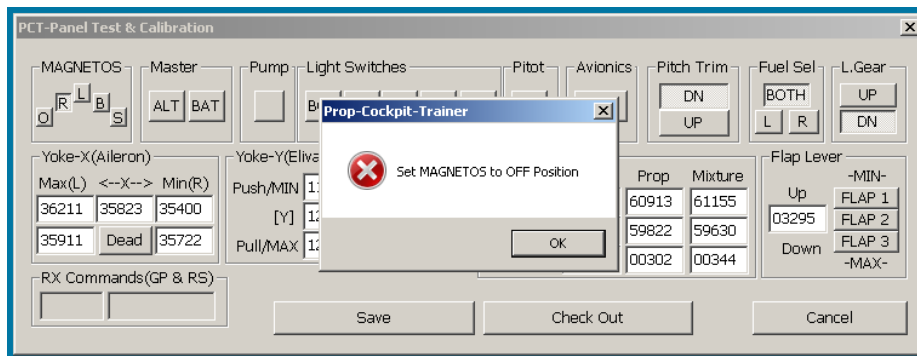 PCT-Panel Test & Calibration
MAGNETOS
O R L B S
Master
ALT BAT
Pump
Light Switches
Pitot
Avionics
Pitch Trim
DN
UP
Fuel Sel
BOTH
L R
L.Gear
UP
DN
Prop-Cockpit-Trainer
Set MAGNETOS to OFF Position
OK
Yoke-X(Aileron)
Max(L) <--X--> Min(R)
36211 35823 35400
35911 Dead 35722
Yoke-Y(Eliva
Push/MIN
[Y]
Pull/MAX
Prop Mixture
60913 61155
59822 59630
00302 00344
Flap Lever
Up
03295
Down
-MIN-
FLAP 1
FLAP 2
FLAP 3
-MAX-
RX Commands(GP & RS)
Save
Check Out
Cancel